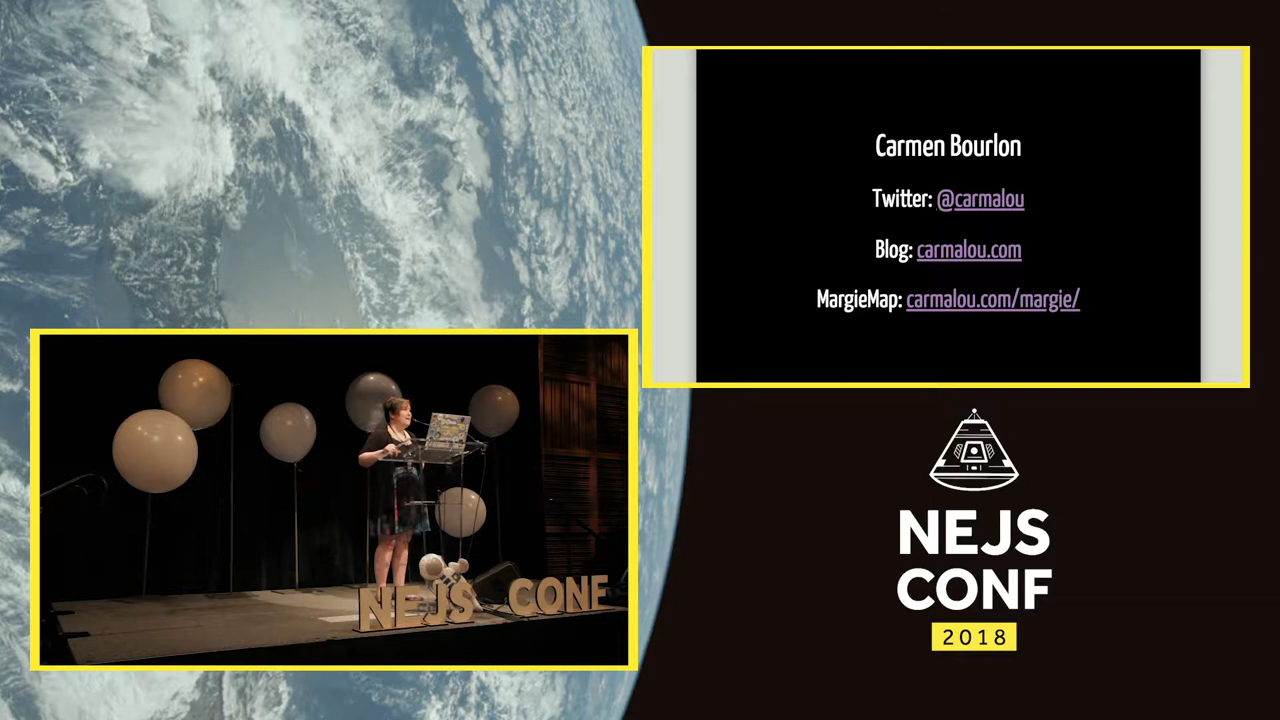 Carmen Bourlon
Twitter: @carmalou
Blog: carmalou.com
MargieMap: carmalou.com/margie/
NEJS CONF
NEJS
CONF
2018